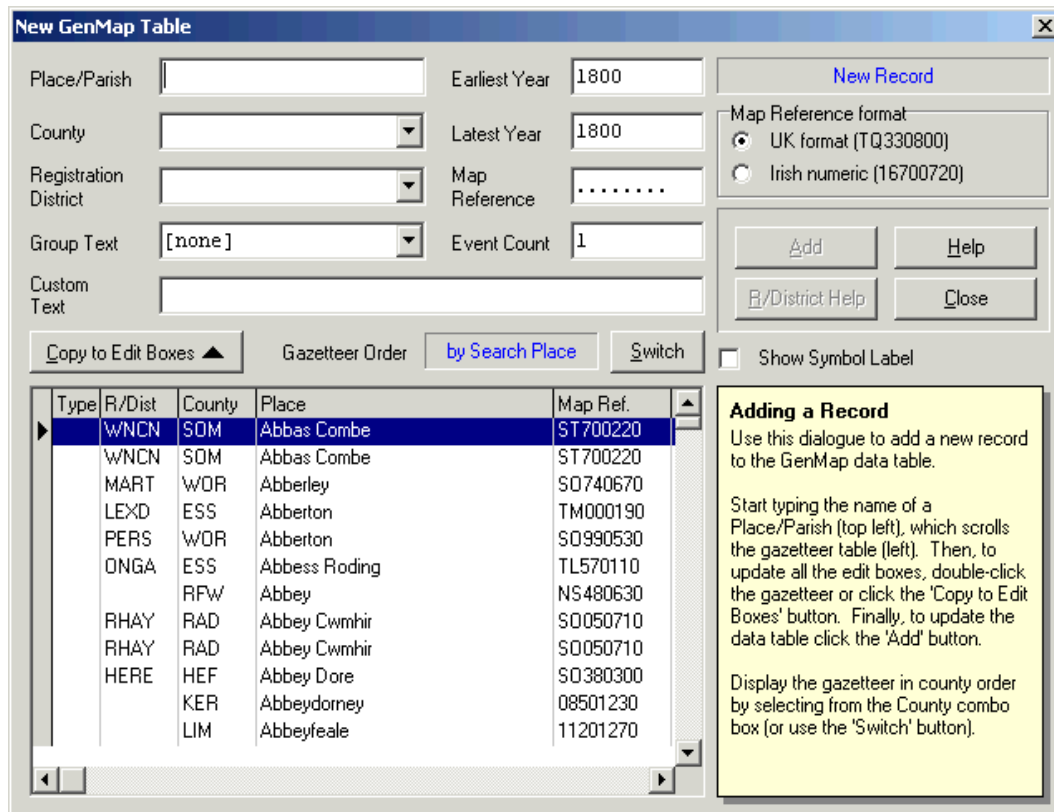 New GenMap Table
Place/Parish
Earliest Year 1800
New Record
County
Latest Year 1800
Map Reference format
UK format (TQ330800)
Irish numeric (16700720)
Registration
District
Map
Reference ........
Group Text [none]
Event Count 1
Add Help
Custom
Text
R/District Help Close
Copy to Edit Boxes Gazetteer Order by Search Place Switch
Show Symbol Label
Type R/Dist County Place Map Ref.
WNCN SOM Abbas Combe ST700220
WNCN SOM Abbas Combe ST700220
MART WOR Abberley SO740670
LEXD ESS Abberton TM000190
PERS WOR Abberton SO990530
ONGA ESS Abbess Roding TL570110
RFW Abbey NS480630
RHAY RAD Abbey Cwmhir SO050710
RHAY RAD Abbey Cwmhir SO050710
HERE HEF Abbey Dore SO380300
KER Abbeydorney 08501230
LIM Abbeyfeale 11201270
Adding a Record
Use this dialogue to add a new record
to the GenMap data table.
Start typing the name of a
Place/Parish (top left), which scrolls
the gazetteer table (left). Then, to
update all the edit boxes, double-click
the gazetteer or click the 'Copy to Edit
Boxes' button. Finally, to update the
data table click the 'Add' button.
Display the gazetteer in county order
by selecting from the County combo
box (or use the 'Switch' button).